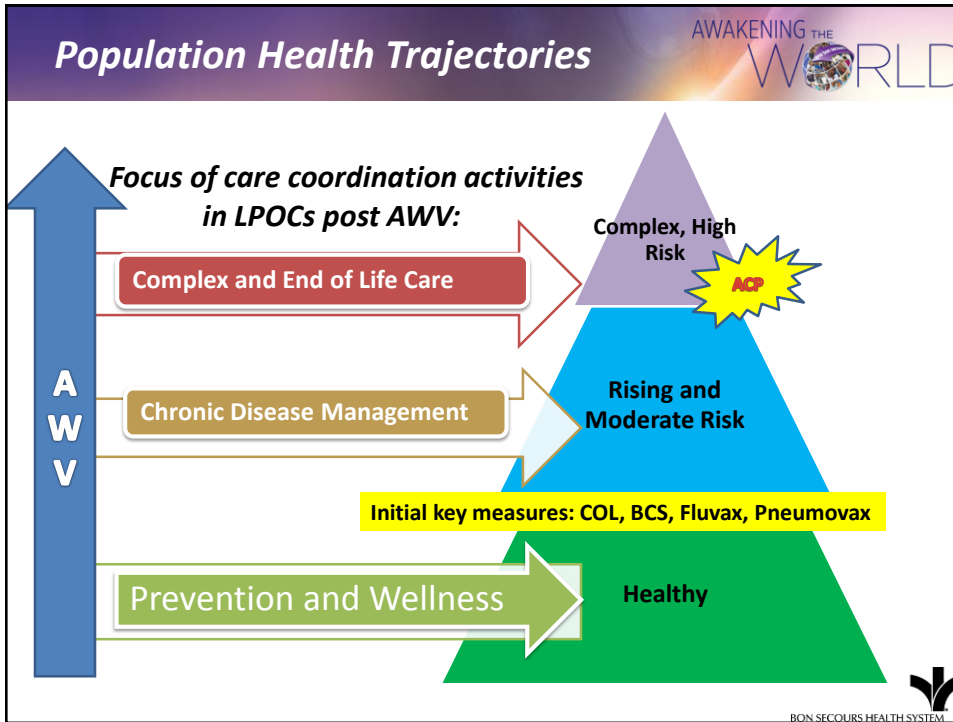 Population Health Trajectories
AWAKENING THE
WORLD
Focus of care coordination activities
in LPOCs post AWV:
Complex, High
Risk
Complex and End of Life Care
ACP
A
W
V
Rising and
Moderate Risk
Chronic Disease Management
Initial key measures: COL, BCS, Fluvax, Pneumovax
Prevention and Wellness
Healthy
BON SECOURS HEALTH SYSTEM